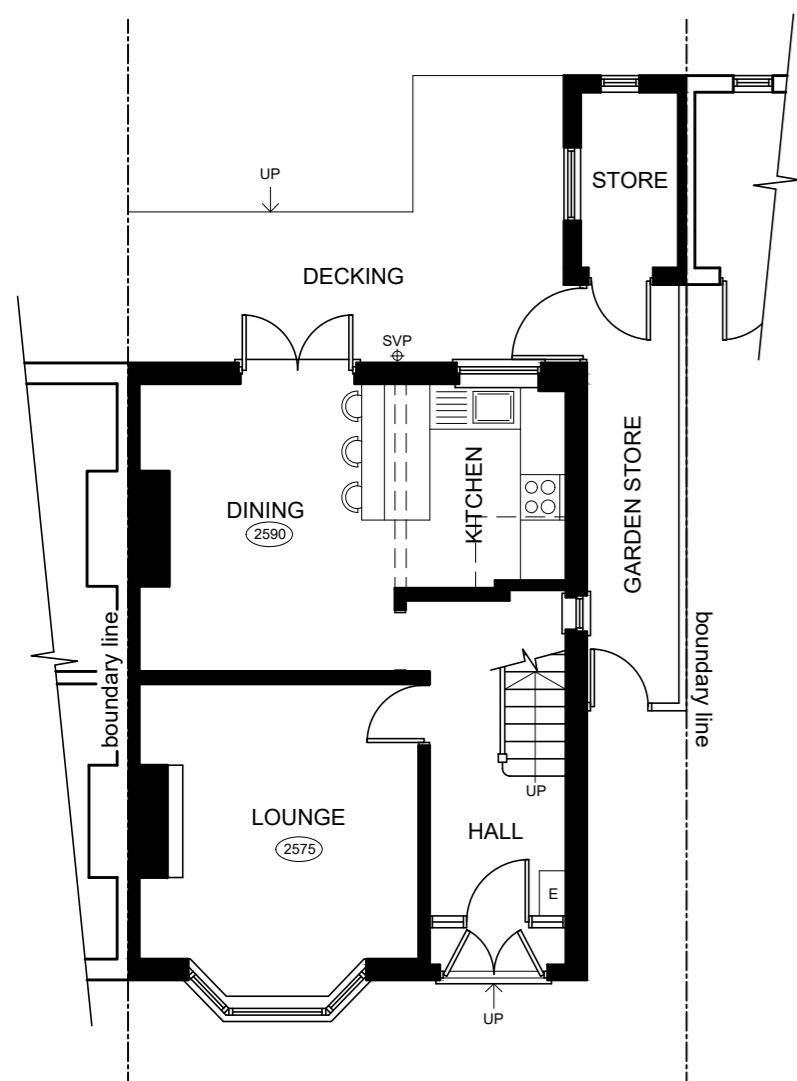 UP
STORE
DECKING
SVP
DINING
2590
KITCHEN
GARDEN STORE
boundary line
boundary line
LOUNGE
2575
HALL
UP
E
UP